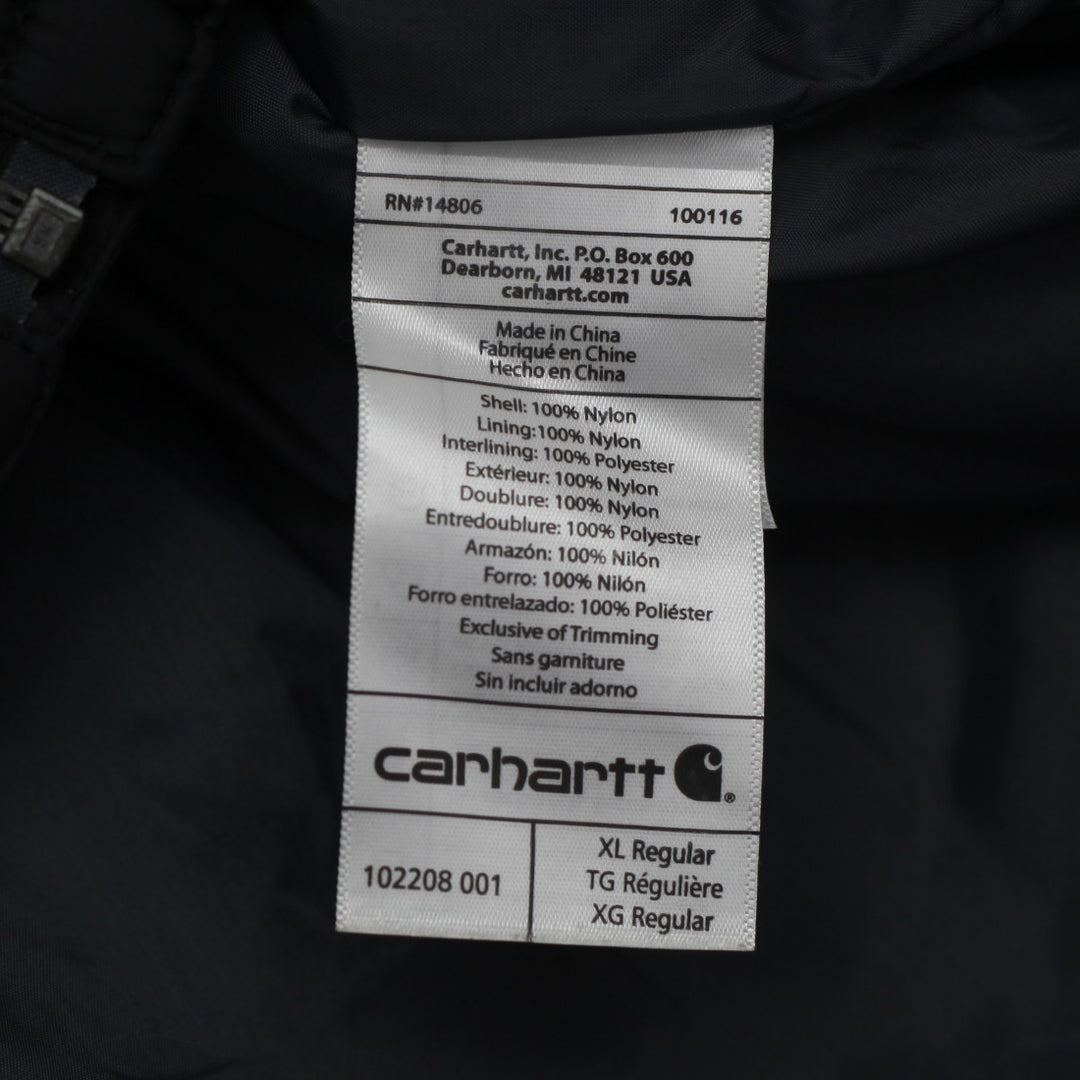 RN#14806 100116
Carhartt, Inc. P.O. Box 600
Dearborn, MI 48121 USA
carhartt.com
Made in China
Fabriqué en Chine
Hecho en China
Shell: 100% Nylon
Lining:100% Nylon
Interlining: 100% Polyester
Extérieur: 100% Nylon
Doublure: 100% Nylon
Entredoublure: 100% Polyester
Armazón: 100% Nilón
Forro: 100% Nilón
Forro entrelazado: 100% Poliéster
Exclusive of Trimming
Sans garniture
Sin incluir adorno
carhartt ®
102208 001
XL Regular
TG Régulière
XG Regular